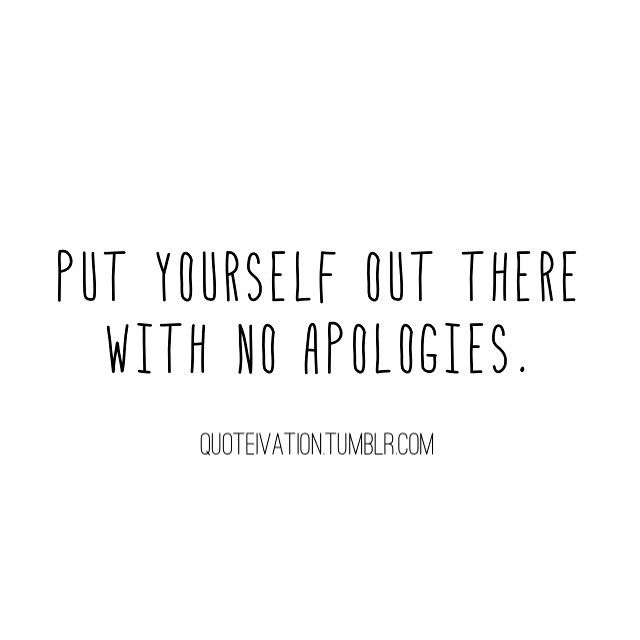 PUT YOURSELF OUT THERE
WITH NO APOLOGIES.
QUOTEIVATION.TUMBLR.COM